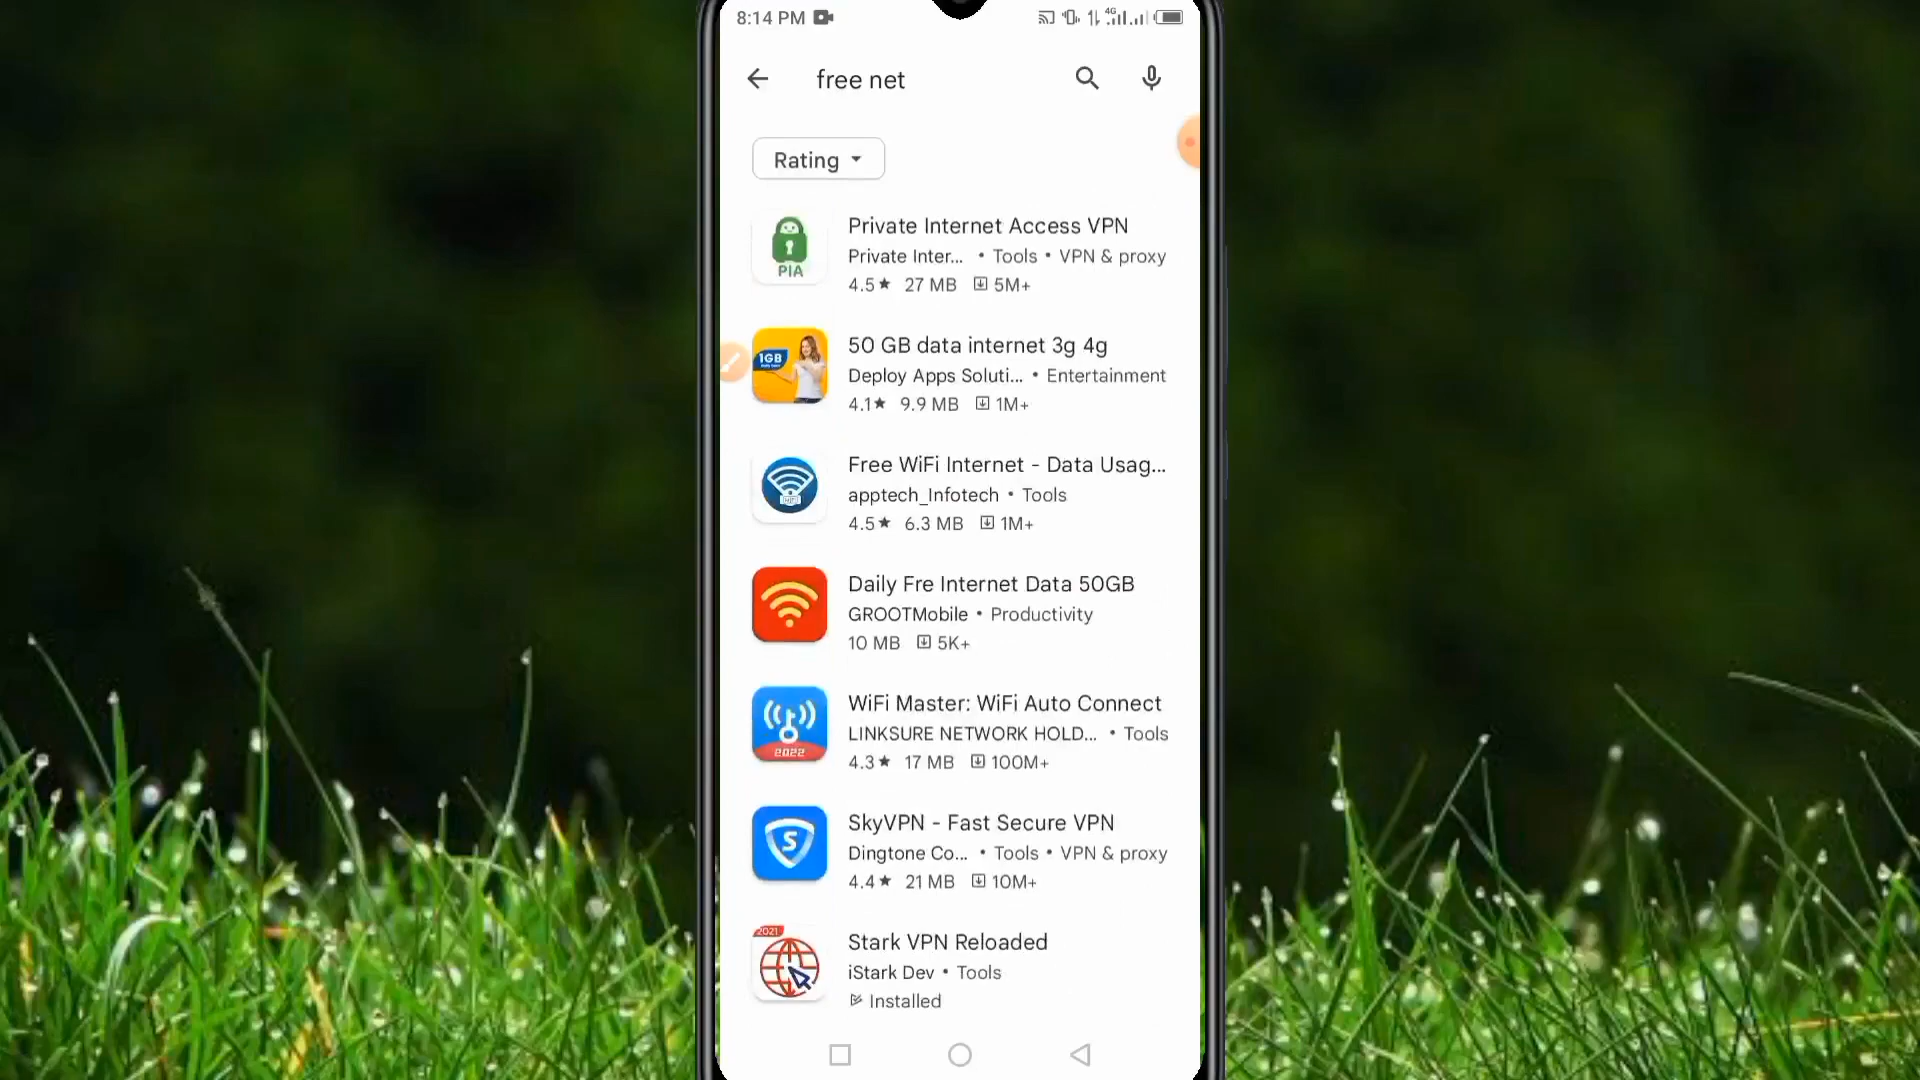 8:14 PM 4G
free net
Rating
Private Internet Access VPN
Private Inter... • Tools • VPN & proxy
4.5★ 27 MB 5M+
PIA
50 GB data internet 3g 4g
Deploy Apps Soluti... • Entertainment
4.1★ 9.9 MB 1M+
1GB
Free WiFi Internet - Data Usag...
apptech_Infotech • Tools
4.5★ 6.3 MB 1M+
Daily Fre Internet Data 50GB
GROOTMobile • Productivity
10 MB 5K+
WiFi Master: WiFi Auto Connect
LINKSURE NETWORK HOLD... • Tools
4.3★ 17 MB 100M+
2022
SkyVPN - Fast Secure VPN
Dingtone Co... • Tools • VPN & proxy
4.4★ 21 MB 10M+
S
2021
Stark VPN Reloaded
iStark Dev • Tools
Installed